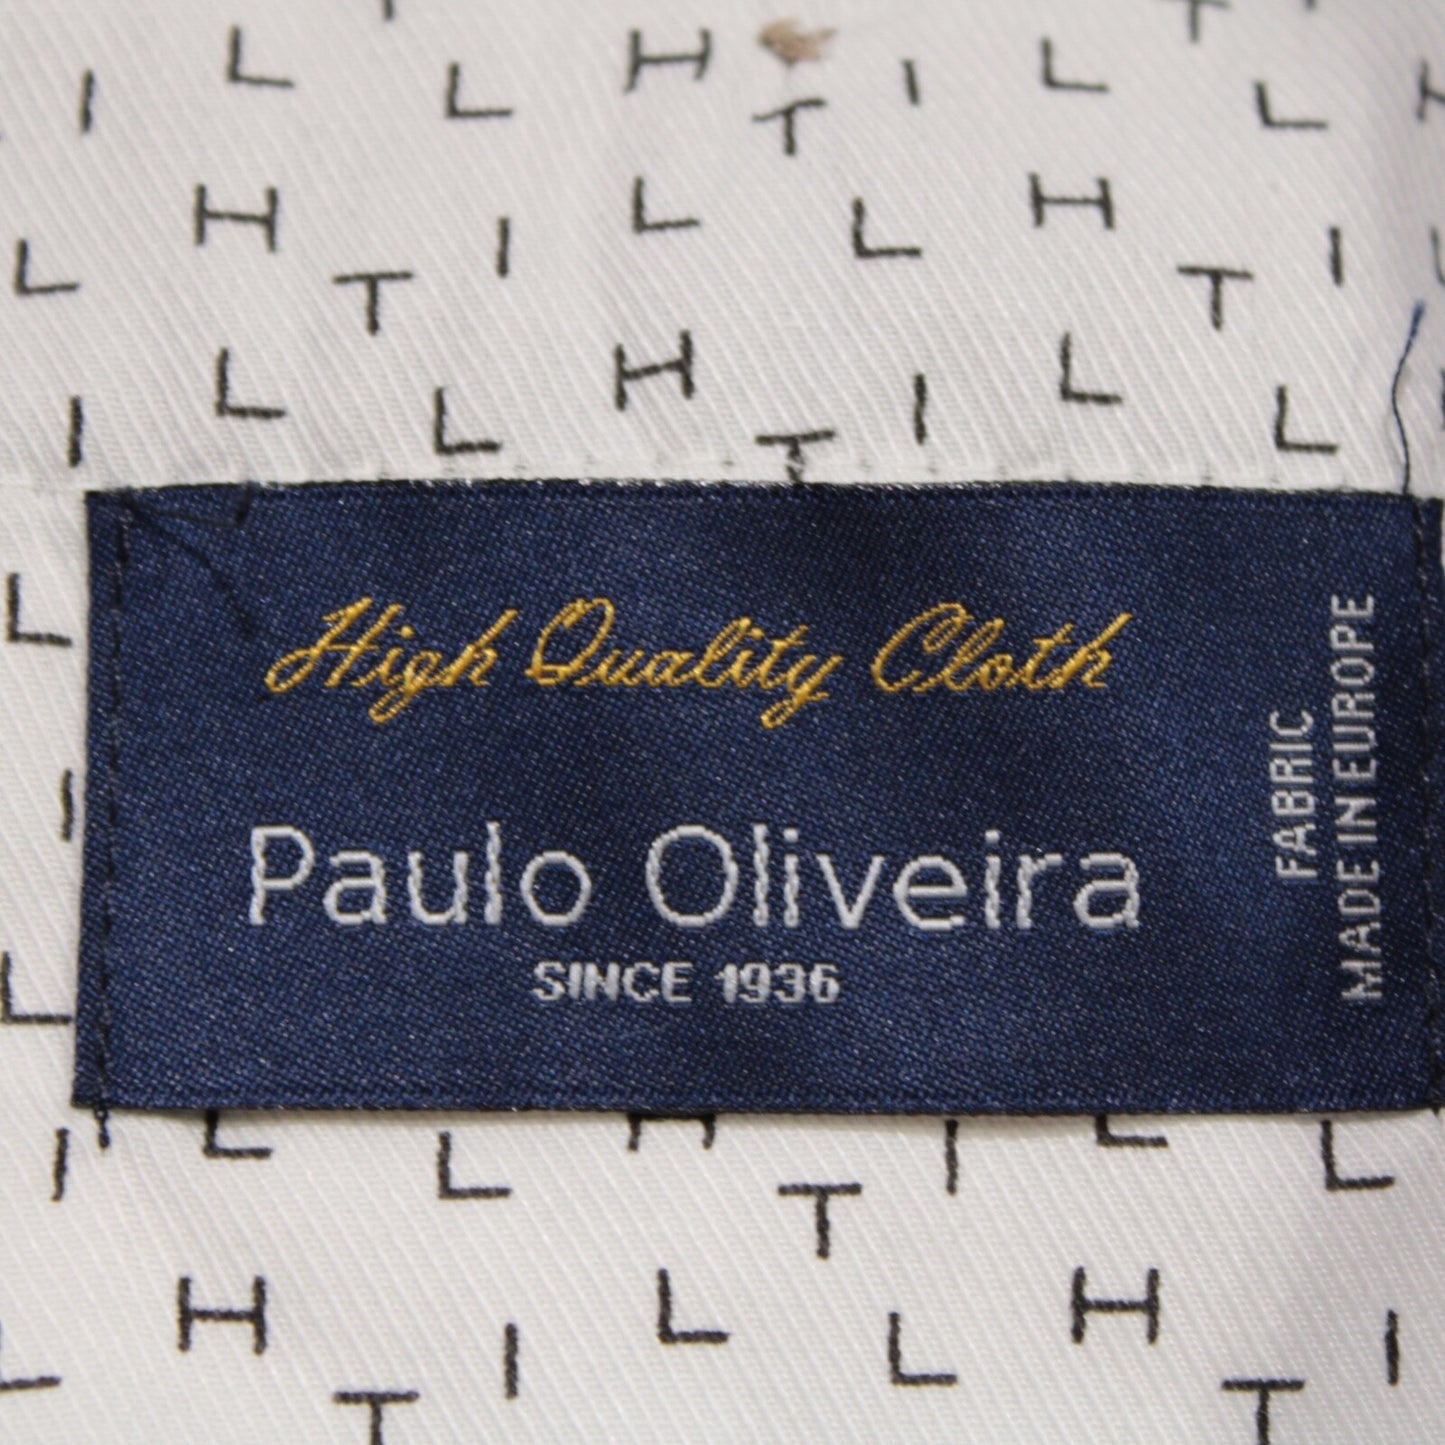 High Quality Cloth
Paulo Oliveira
SINCE 1936
FABRIC
MADE IN EUROPE